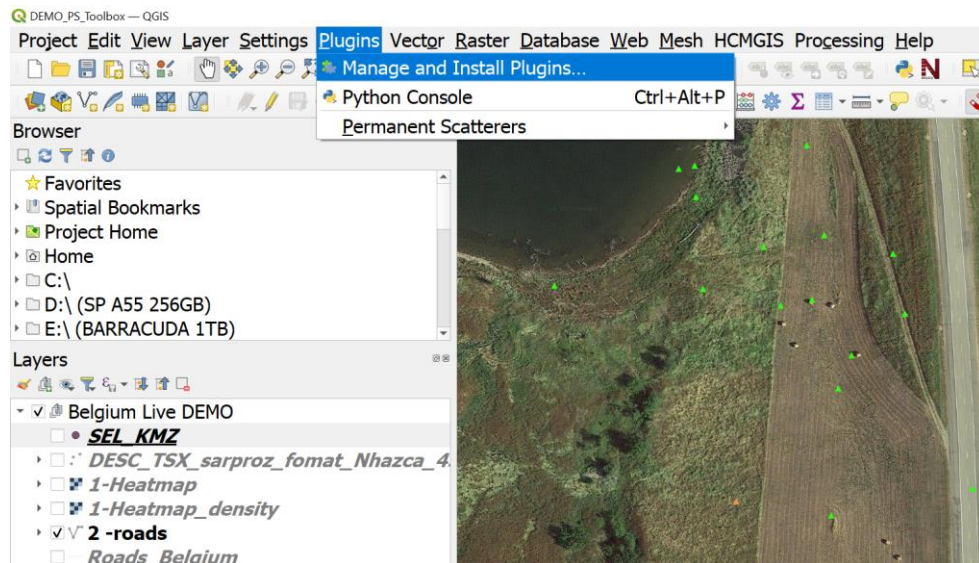 DEMO_PS_Toolbox — QGIS
Project Edit View Layer Settings Plugins Vector Raster Database Web Mesh HCMGIS Processing Help
Manage and Install Plugins...
Python Console Ctrl+Alt+P
Permanent Scatterers
Browser
Favorites
Spatial Bookmarks
Project Home
Home
C:\
D:\ (SP A55 256GB)
E:\ (BARRACUDA 1TB)
Layers
Belgium Live DEMO
SEL_KMZ
DESC_TSX_sarproz_fomat_Nhazca_4.
1-Heatmap
1-Heatmap_density
2 -roads
Roads_Belgium